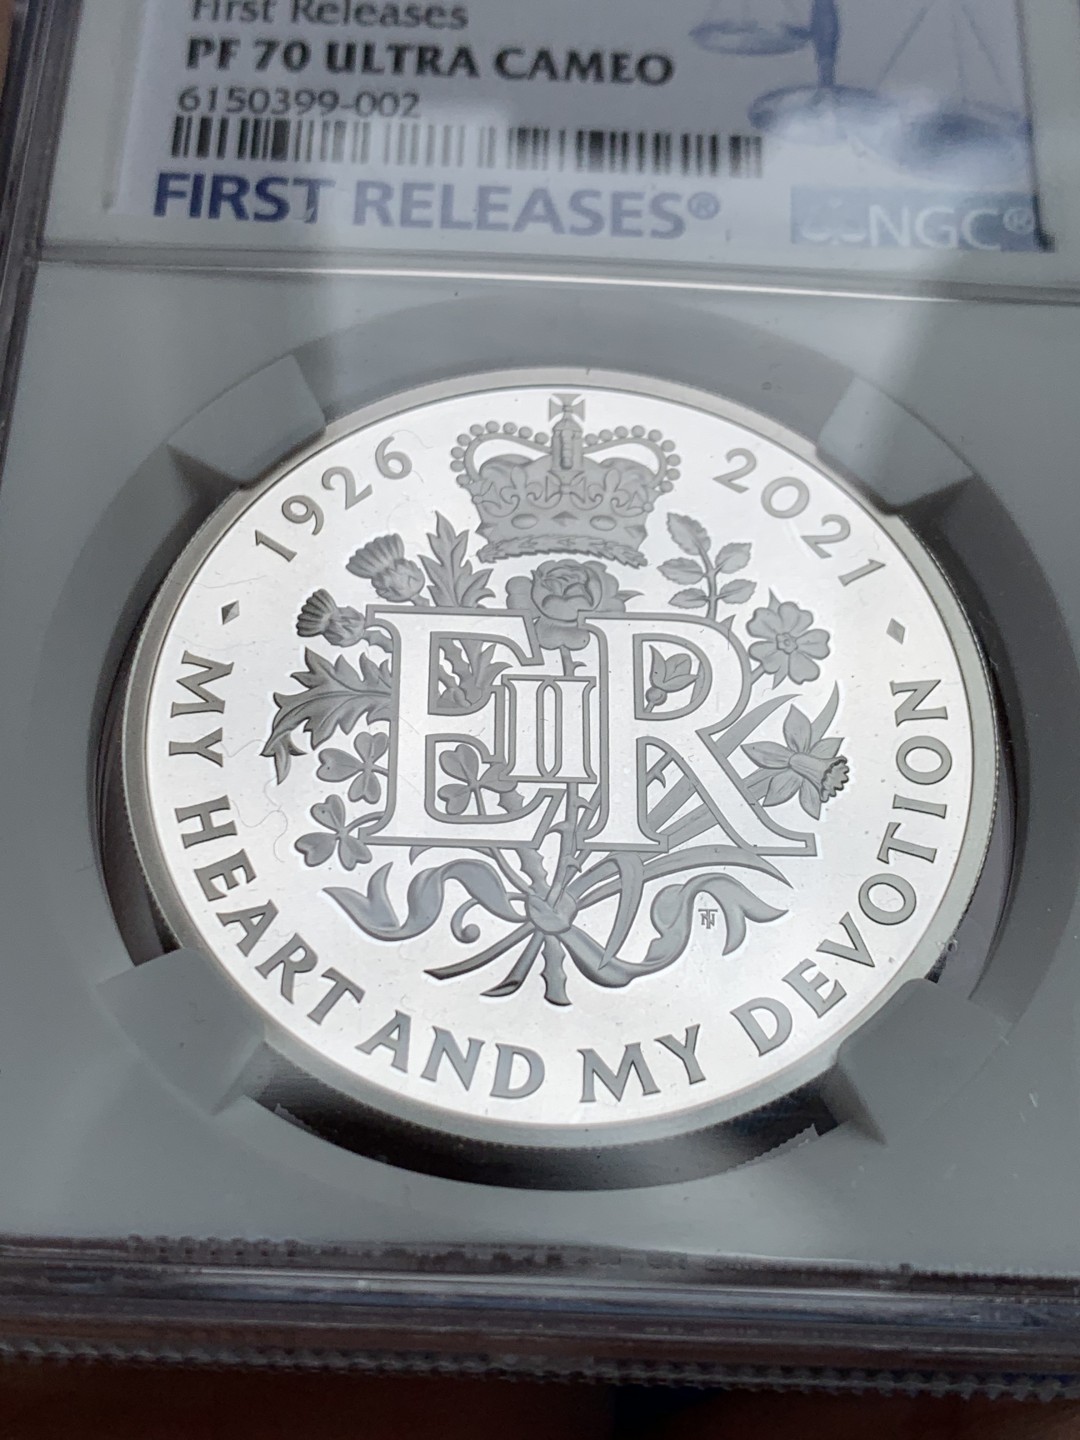 First Releases
PF 70 ULTRA CAMEO
6150399-002
FIRST RELEASES®
NGC®
1926
2021
MY HEART AND MY DEVOTION
EIIR
TN